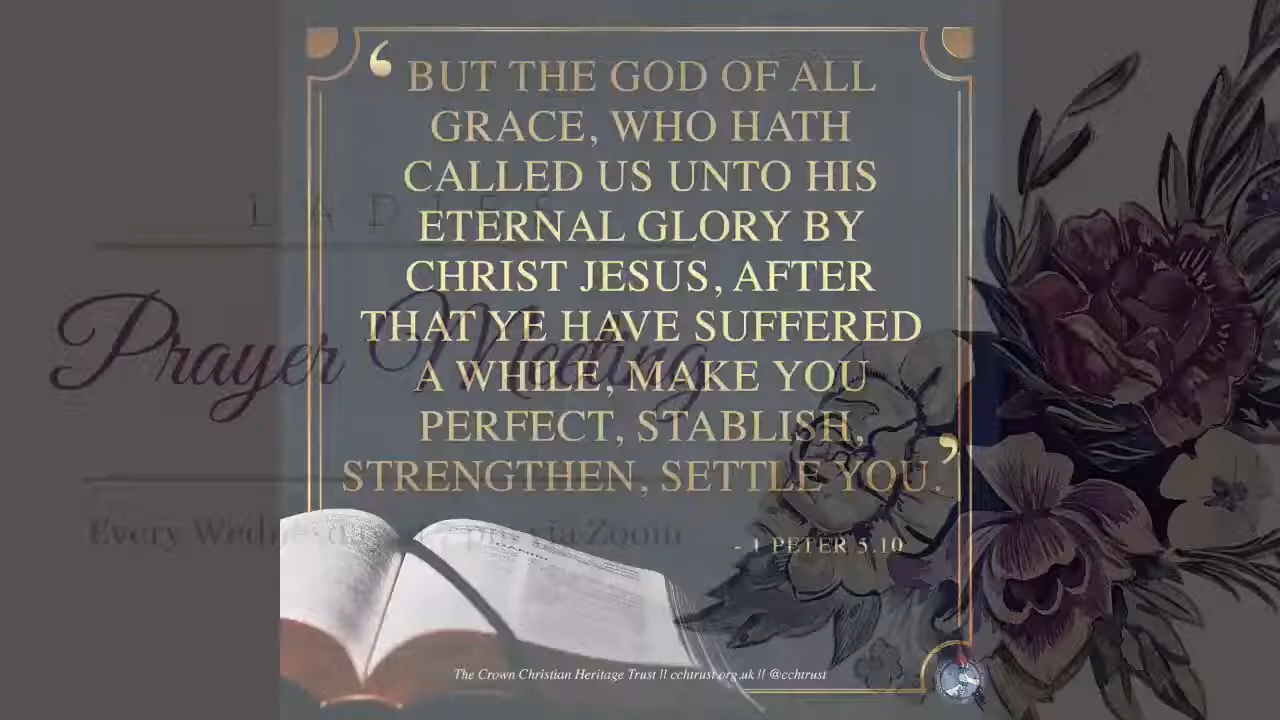 ‘BUT THE GOD OF ALL
GRACE, WHO HATH
CALLED US UNTO HIS
ETERNAL GLORY BY
CHRIST JESUS, AFTER
THAT YE HAVE SUFFERED
A WHILE, MAKE YOU
PERFECT, STABLISH,
STRENGTHEN, SETTLE YOU.’
- 1 PETER 5.10
The Crown Christian Heritage Trust || cchtrust.org.uk || @cchtrust
LADIES
Prayer Meeting
Every via Zoom